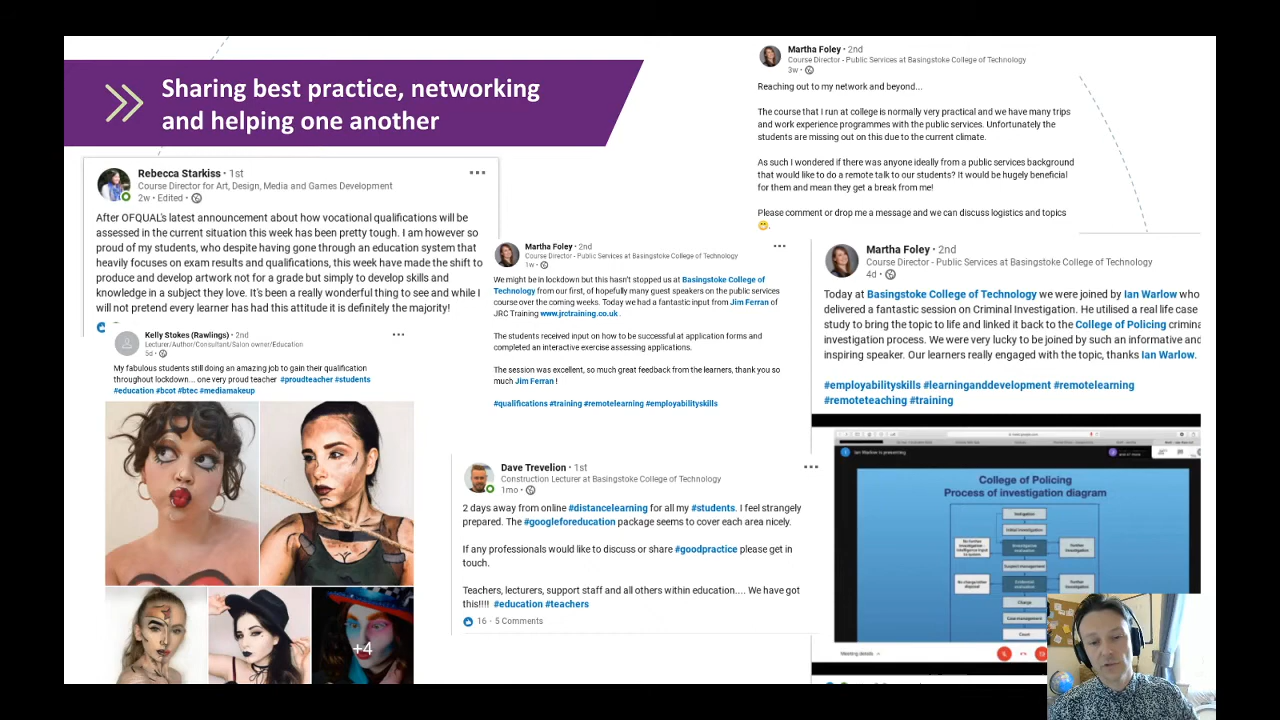 Sharing best practice, networking
and helping one another
Rebecca Starkiss • 1st
Course Director for Art, Design, Media and Games Development
2w • Edited •
After OFQUAL's latest announcement about how vocational qualifications will be
assessed in the current situation this week has been pretty tough. I am however so
proud of my students, who despite having gone through an education system that
heavily focuses on exam results and qualifications, this week have made the shift to
produce and develop artwork not for a grade but simply to develop skills and
knowledge in a subject they love. It's been a really wonderful thing to see and while I
will not pretend every learner has had this attitude it is definitely the majority!
Kelly Stokes (Rawlings) • 2nd
Lecturer/Author/Consultant/Salon owner/Education
5d •
My fabulous students still doing an amazing job to gain their qualification
throughout lockdown... one very proud teacher #proudteacher #students
#education #bcot #btec #mediamakeup
+4
Martha Foley • 2nd
Course Director - Public Services at Basingstoke College of Technology
3w •
Reaching out to my network and beyond...
The course that I run at college is normally very practical and we have many trips
and work experience programmes with the public services. Unfortunately the
students are missing out on this due to the current climate.
As such I wondered if there was anyone ideally from a public services background
that would like to do a remote talk to our students? It would be hugely beneficial
for them and mean they get a break from me!
Please comment or drop me a message and we can discuss logistics and topics
😁.
Martha Foley • 2nd
Course Director - Public Services at Basingstoke College of Technology
1w •
We might be in lockdown but this hasn't stopped us at Basingstoke College of
Technology from our first, of hopefully many guest speakers on the public services
course over the coming weeks. Today we had a fantastic input from Jim Ferran of
JRC Training www.jrctraining.co.uk .
The students received input on how to be successful at application forms and
completed an interactive exercise assessing applications.
The session was excellent, so much great feedback from the learners, thank you so
much Jim Ferran !
#qualifications #training #remotelearning #employabilityskills
Dave Trevelion • 1st
Construction Lecturer at Basingstoke College of Technology
1mo •
2 days away from online #distancelearning for all my #students. I feel strangely
prepared. The #googleforeducation package seems to cover each area nicely.
If any professionals would like to discuss or share #goodpractice please get in
touch.
Teachers, lecturers, support staff and all others within education.... We have got
this!!!! #education #teachers
16 · 5 Comments
Martha Foley • 2nd
Course Director - Public Services at Basingstoke College of Technology
4d •
Today at Basingstoke College of Technology we were joined by Ian Warlow who
delivered a fantastic session on Criminal Investigation. He utilised a real life case
study to bring the topic to life and linked it back to the College of Policing crimina
investigation process. We were very lucky to be joined by such an informative and
inspiring speaker. Our learners really engaged with the topic, thanks Ian Warlow.
#employabilityskills #learninganddevelopment #remotelearning
#remoteteaching #training
Ian Warlow is presenting
College of Policing
Process of investigation diagram
Instigation
Initial investigation
Investigative evaluation
Further investigation
Suspect management
Evidential evaluation
Further investigation
Charge
Case management
Court
Meeting details